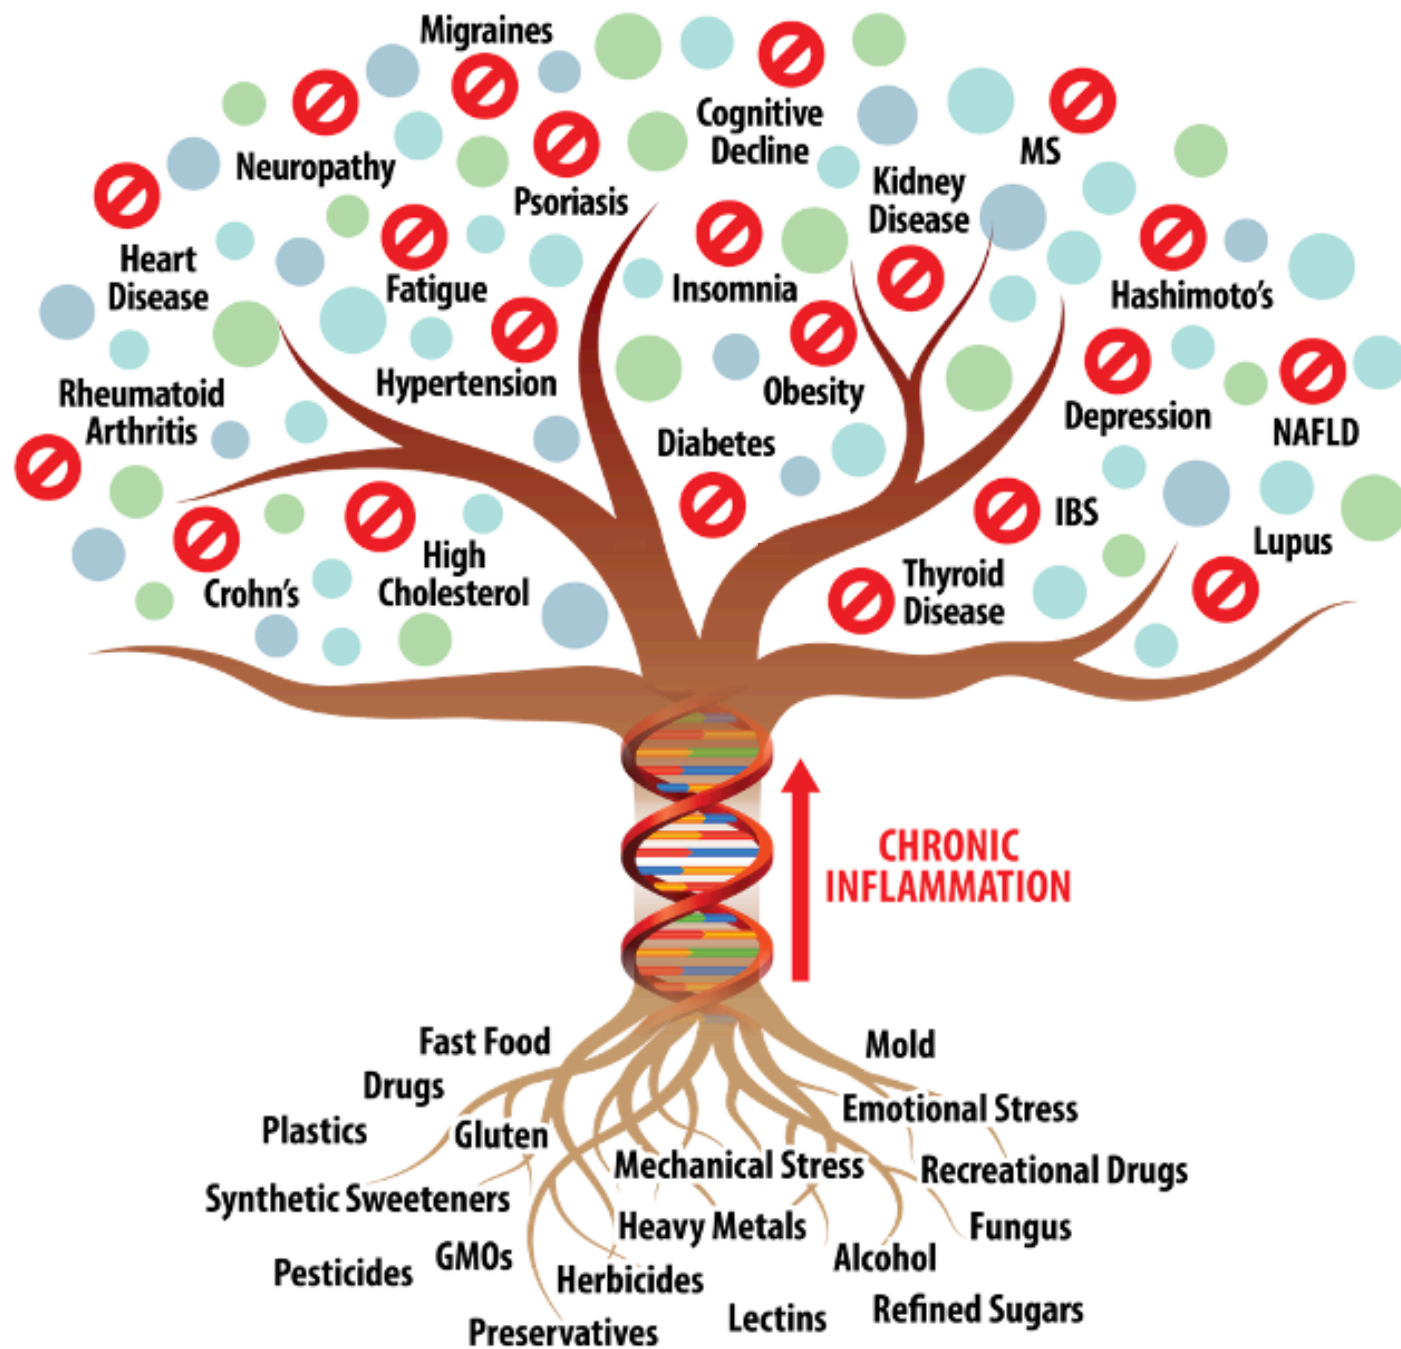 Migraines
Cognitive
Decline
MS
Neuropathy
Psoriasis
Kidney
Disease
Heart
Disease
Fatigue
Insomnia
Hashimoto's
Hypertension
Obesity
Rheumatoid
Arthritis
Diabetes
Depression
NAFLD
IBS
Lupus
Crohn's
High
Cholesterol
Thyroid
Disease
CHRONIC
INFLAMMATION
Fast Food
Mold
Drugs
Emotional Stress
Plastics
Gluten
Mechanical Stress
Recreational Drugs
Synthetic Sweeteners
Heavy Metals
Fungus
GMOs
Alcohol
Pesticides
Herbicides
Lectins
Refined Sugars
Preservatives